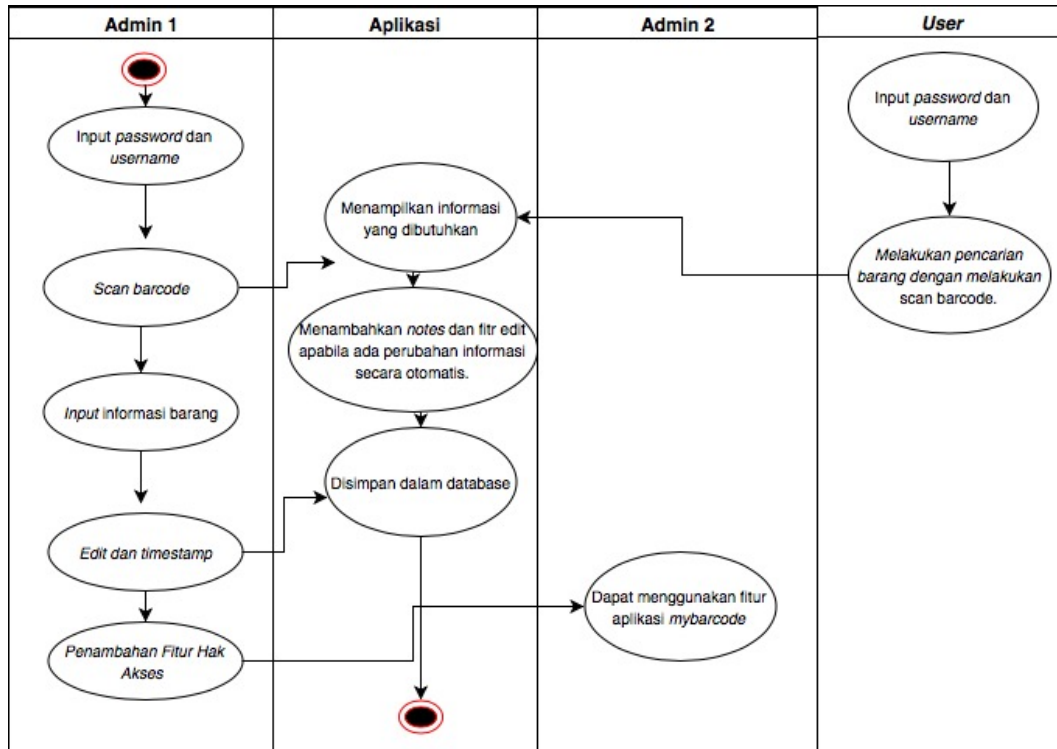 Admin 1
Aplikasi
Admin 2
User
Input password dan
username
Scan barcode
Input informasi barang
Edit dan timestamp
Penambahan Fitur Hak
Akses
Menampilkan informasi
yang dibutuhkan
Menambahkan notes dan fitr edit
apabila ada perubahan informasi
secara otomatis.
Disimpan dalam database
Dapat menggunakan fitur
aplikasi mybarcode
Input password dan
username
Melakukan pencarian
barang dengan melakukan
scan barcode.